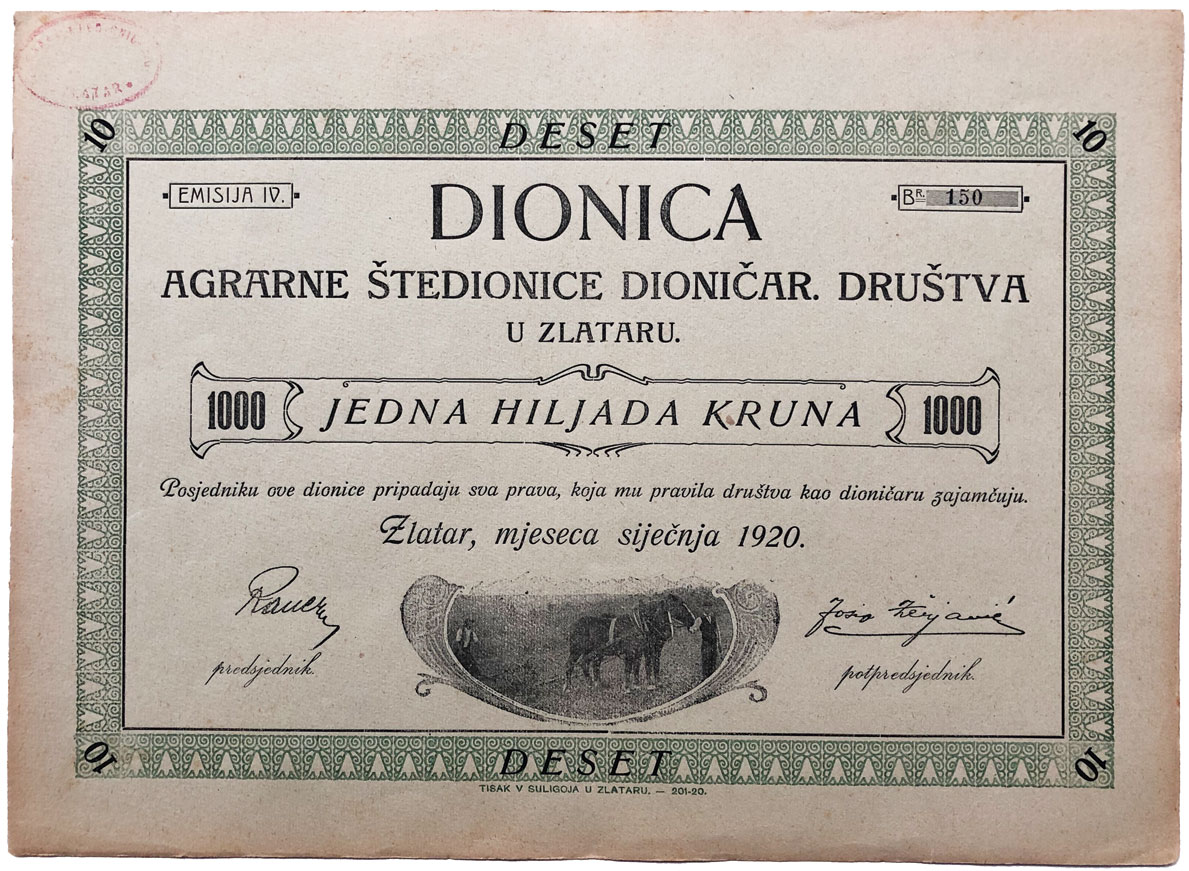 ZLATAR
10 DESET 10
EMISIJA IV.
BR. 150
DIONICA
AGRARNE ŠTEDIONICE DIONIČAR. DRUŠTVA
U ZLATARU.
1000 JEDNA HILJADA KRUNA 1000
Posjedniku ove dionice pripadaju sva prava, koja mu pravila društva kao dioničaru zajamčuju.
Zlatar, mjeseca siječnja 1920.
Josip
predsjednik.
potpredsjednik.
10 DESET 10
TISAK V SULIGOJA U ZLATARU. — 201-20.